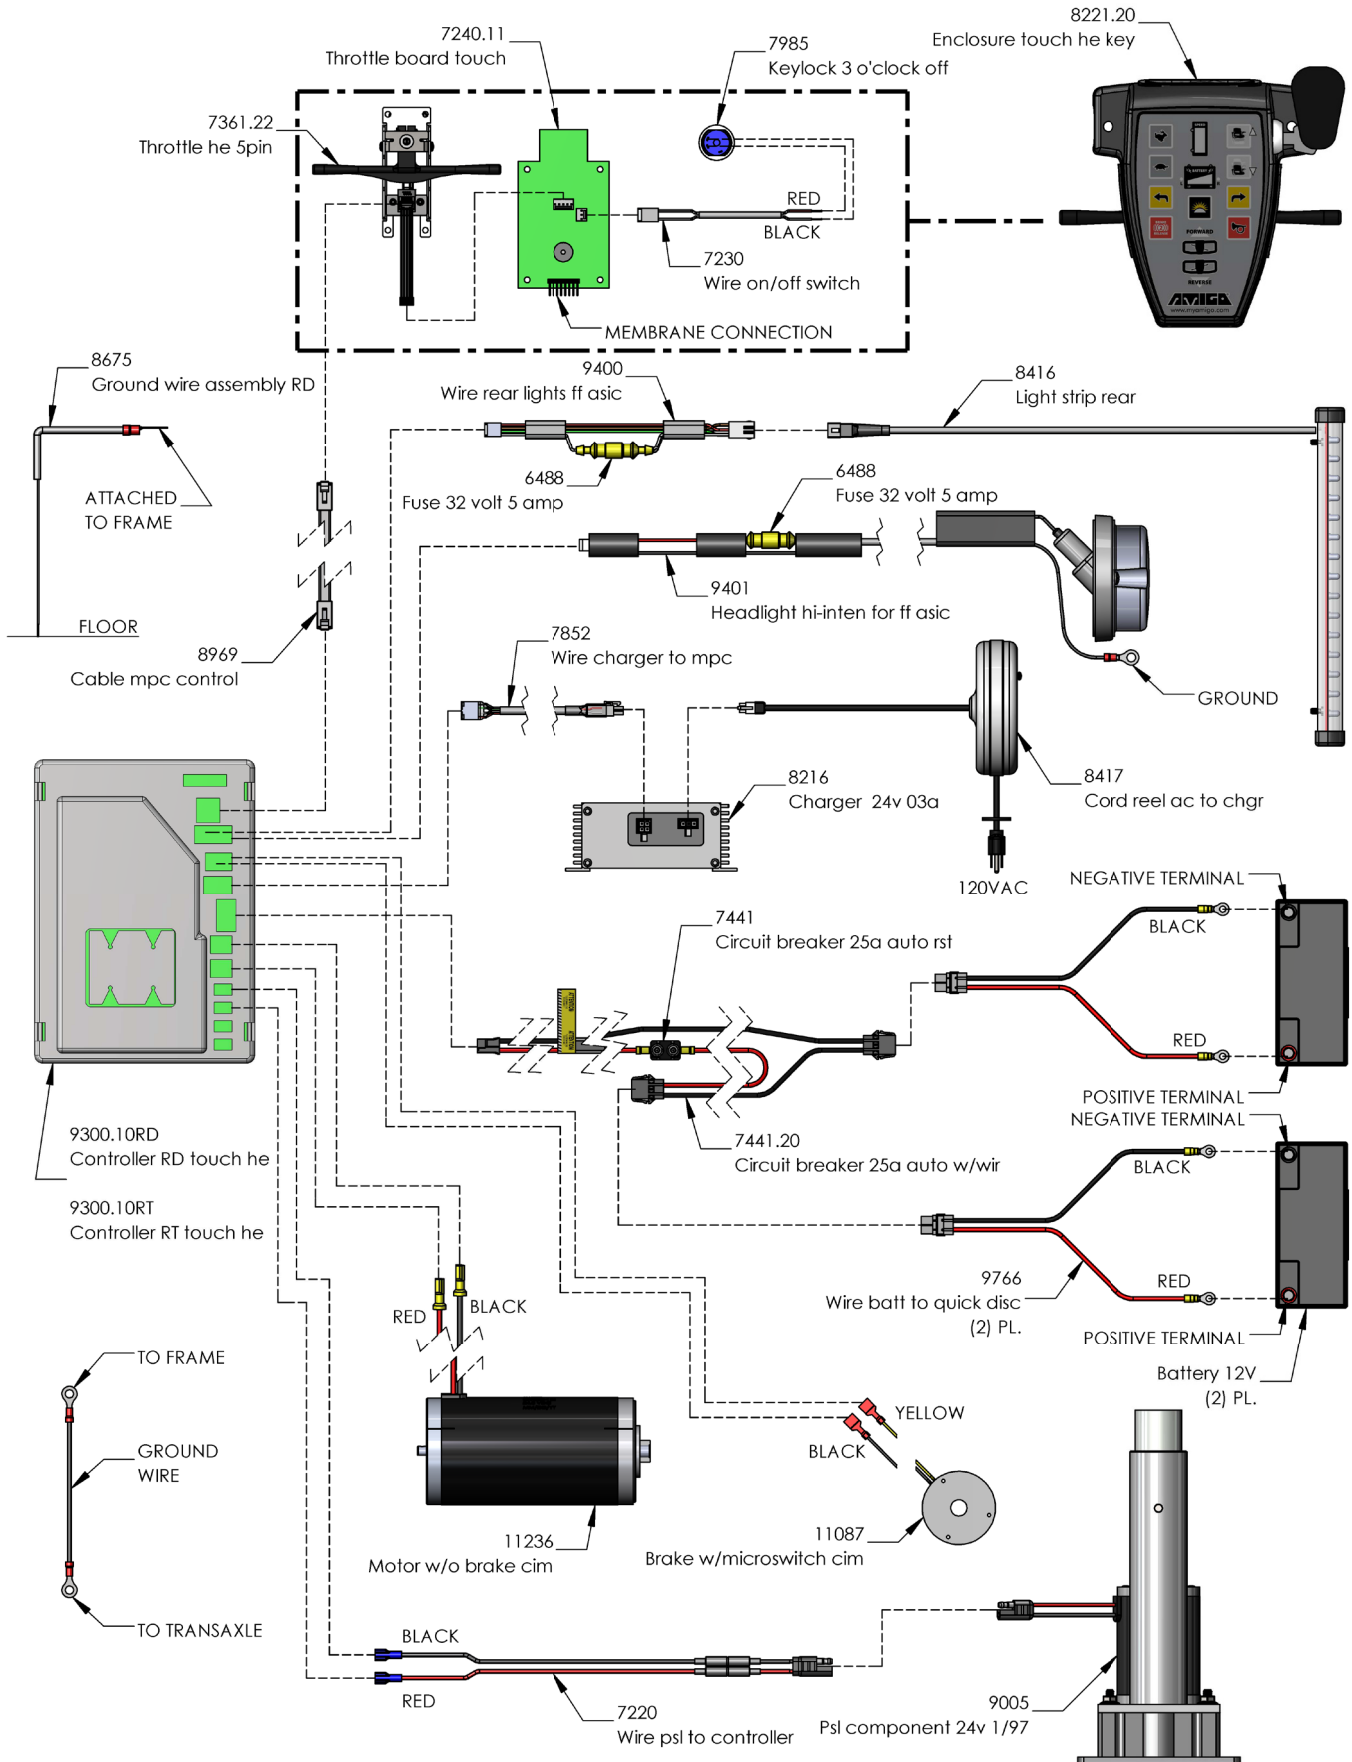 8221.20
Enclosure touch he key
7240.11
Throttle board touch
7985
Keylock 3 o'clock off
7361.22
Throttle he 5pin
RED
BLACK
7230
Wire on/off switch
MEMBRANE CONNECTION
BATTERY
FORWARD
REVERSE
AMIGO
www.myamigo.com
8675
Ground wire assembly RD
ATTACHED
TO FRAME
FLOOR
9400
Wire rear lights ff asic
8416
Light strip rear
6488
Fuse 32 volt 5 amp
6488
Fuse 32 volt 5 amp
9401
Headlight hi-inten for ff asic
GROUND
8969
Cable mpc control
7852
Wire charger to mpc
8216
Charger 24v 03a
8417
Cord reel ac to chgr
120VAC
NEGATIVE TERMINAL
BLACK
7441
Circuit breaker 25a auto rst
RED
POSITIVE TERMINAL
NEGATIVE TERMINAL
7441.20
Circuit breaker 25a auto w/wir
BLACK
9300.10RD
Controller RD touch he
9300.10RT
Controller RT touch he
9766
Wire batt to quick disc
(2) PL.
RED
POSITIVE TERMINAL
Battery 12V
(2) PL.
RED
BLACK
TO FRAME
GROUND
WIRE
TO TRANSAXLE
YELLOW
BLACK
11236
Motor w/o brake cim
11087
Brake w/microswitch cim
BLACK
RED
7220
Wire psl to controller
9005
Psl component 24v 1/97